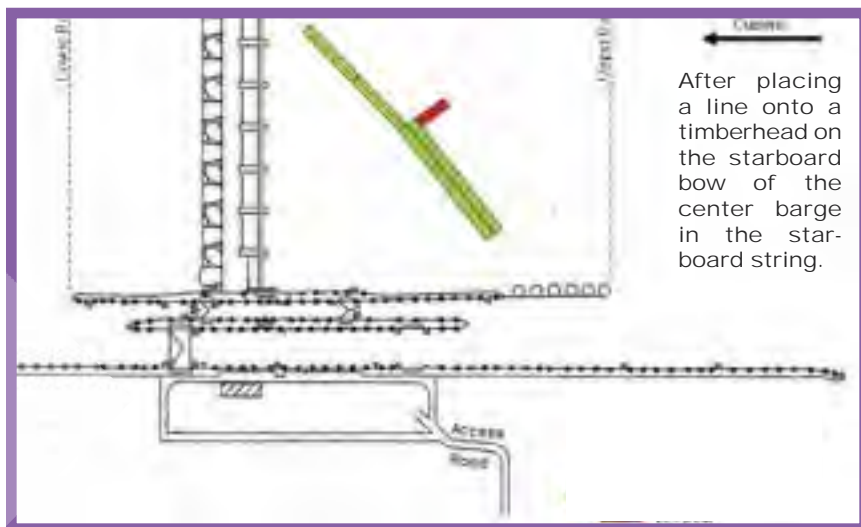 Current
After placing
a line onto a
timberhead on
the starboard
bow of the
center barge
in the star-
board string.
Access
Road